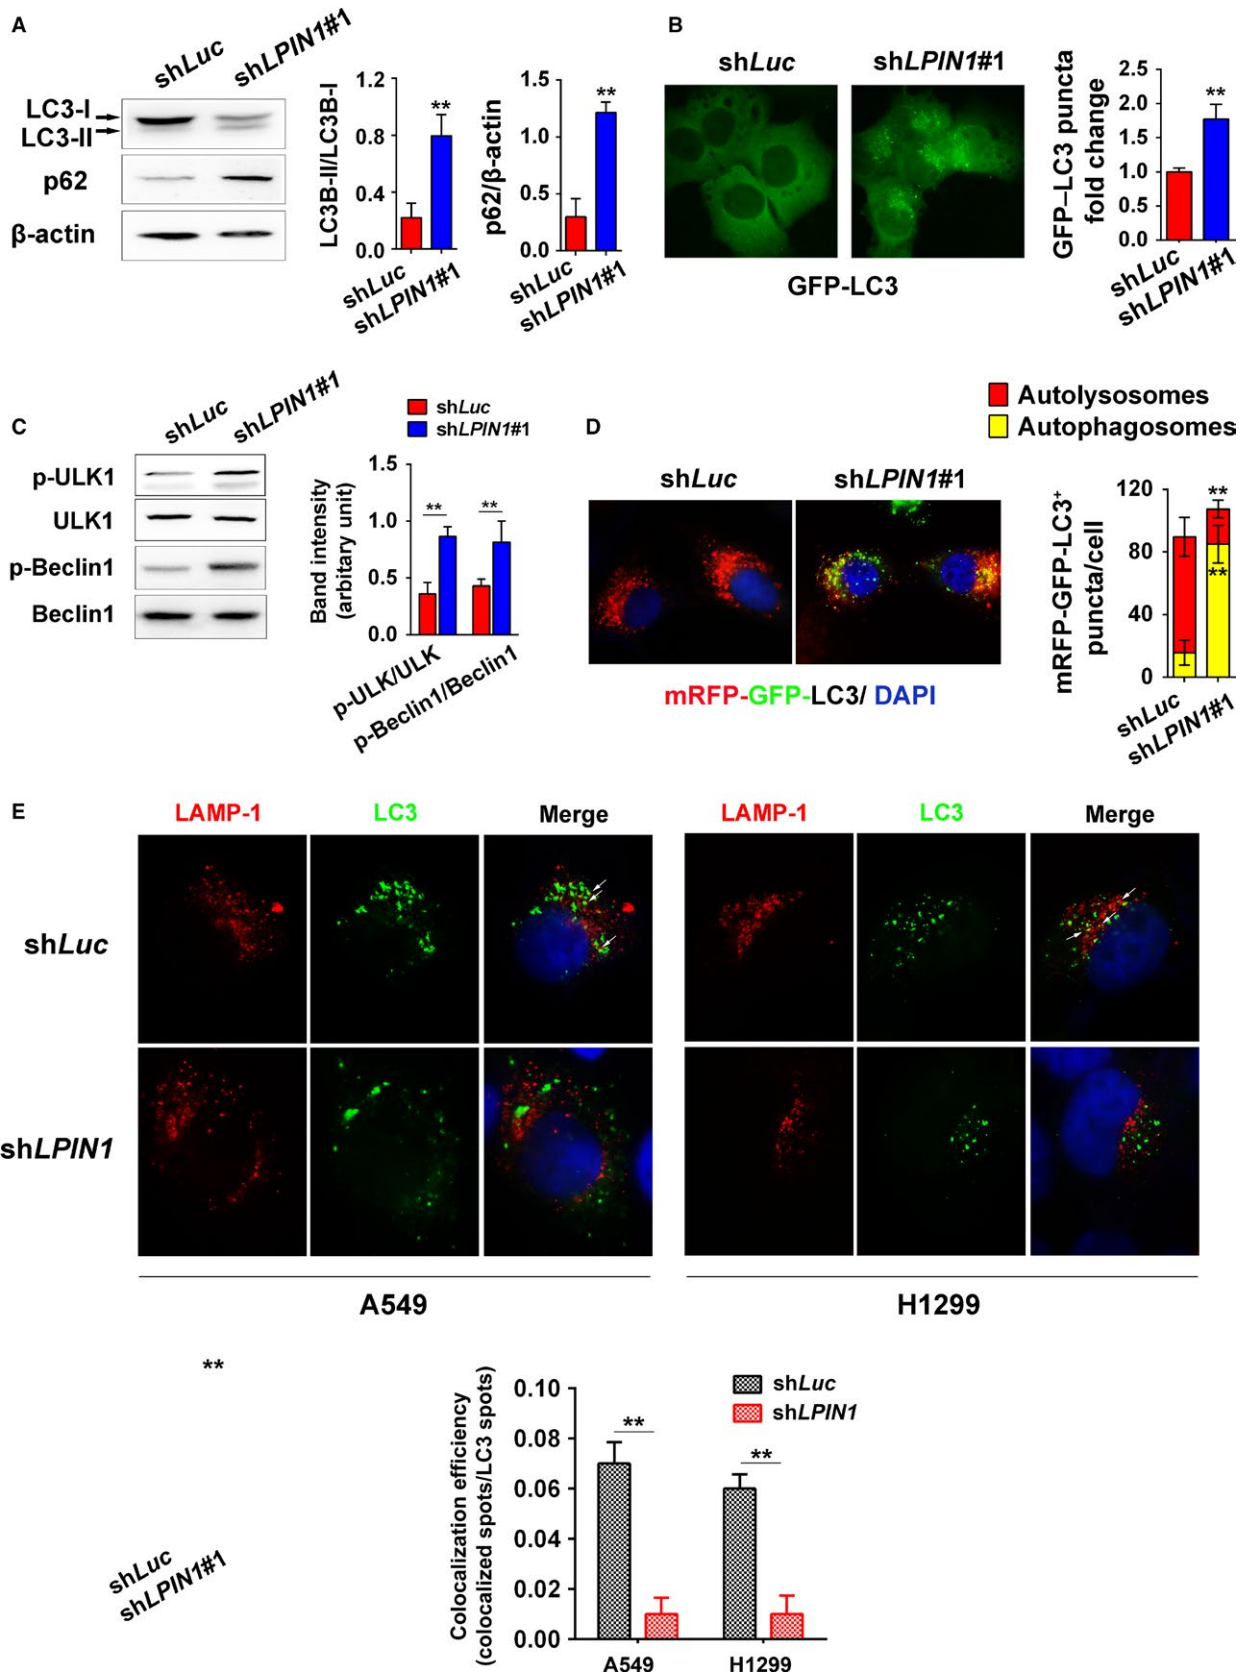 A
shLuc
shLPIN1#1
LC3-I
LC3-II
p62
β-actin
LC3B-II/LC3B-I
1.2
0.8
0.4
0.0
**
shLuc
shLPIN1#1
p62/β-actin
1.5
1.0
0.5
0.0
**
shLuc
shLPIN1#1
B
shLuc
shLPIN1#1
GFP-LC3
GFP–LC3 puncta
fold change
2.5
2.0
1.5
1.0
0.5
0.0
**
shLuc
shLPIN1#1
C
shLuc
shLPIN1#1
p-ULK1
ULK1
p-Beclin1
Beclin1
shLuc
shLPIN1#1
Band intensity
(arbitary unit)
1.5
1.0
0.5
0.0
**
**
p-ULK/ULK
p-Beclin1/Beclin1
D
shLuc
shLPIN1#1
mRFP-GFP-LC3/ DAPI
Autolysosomes
Autophagosomes
mRFP-GFP-LC3+
puncta/cell
120
80
40
0
**
**
shLuc
shLPIN1#1
E
LAMP-1
LC3
Merge
LAMP-1
LC3
Merge
shLuc
shLPIN1
A549
H1299
**
shLuc
shLPIN1#1
Colocalization efficiency
(colocalized spots/LC3 spots)
0.10
0.08
0.06
0.04
0.02
0.00
**
**
shLuc
shLPIN1
A549
H1299